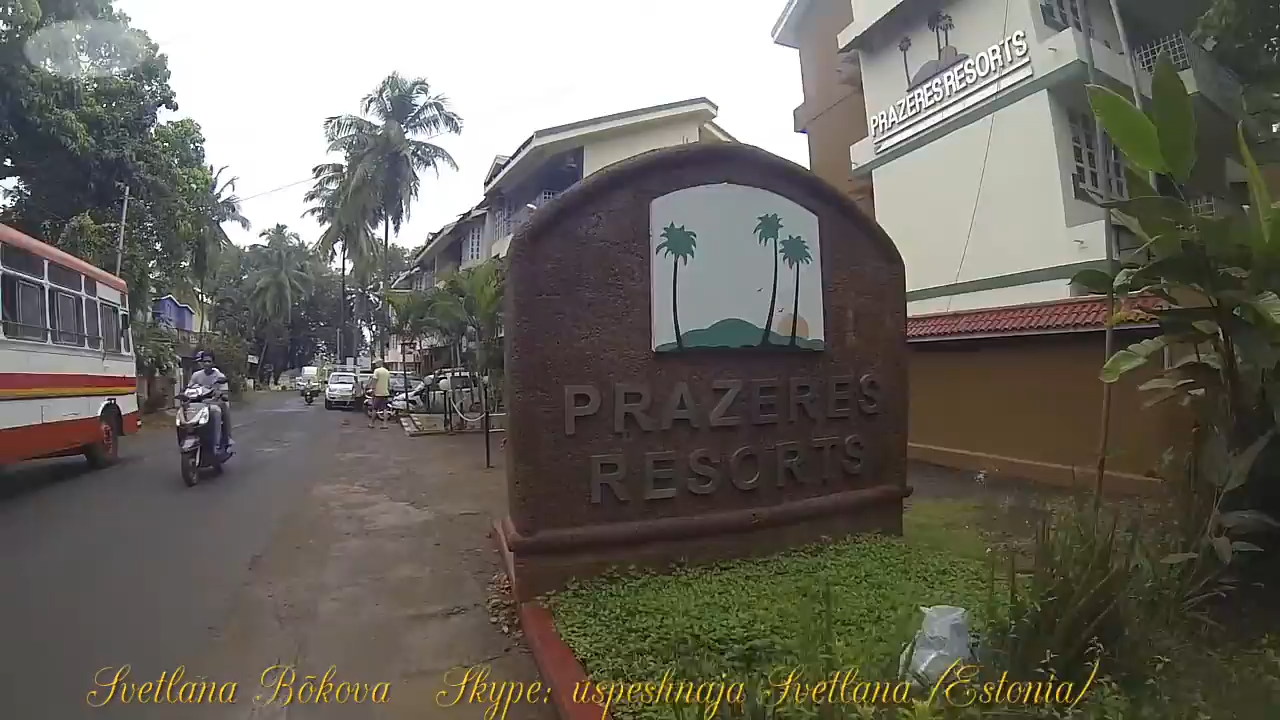 PRAZERES RESORTS
PRAZERES
RESORTS
Svetlana Bõkova Skype: uspeshnaja Svetlana (Estonia)